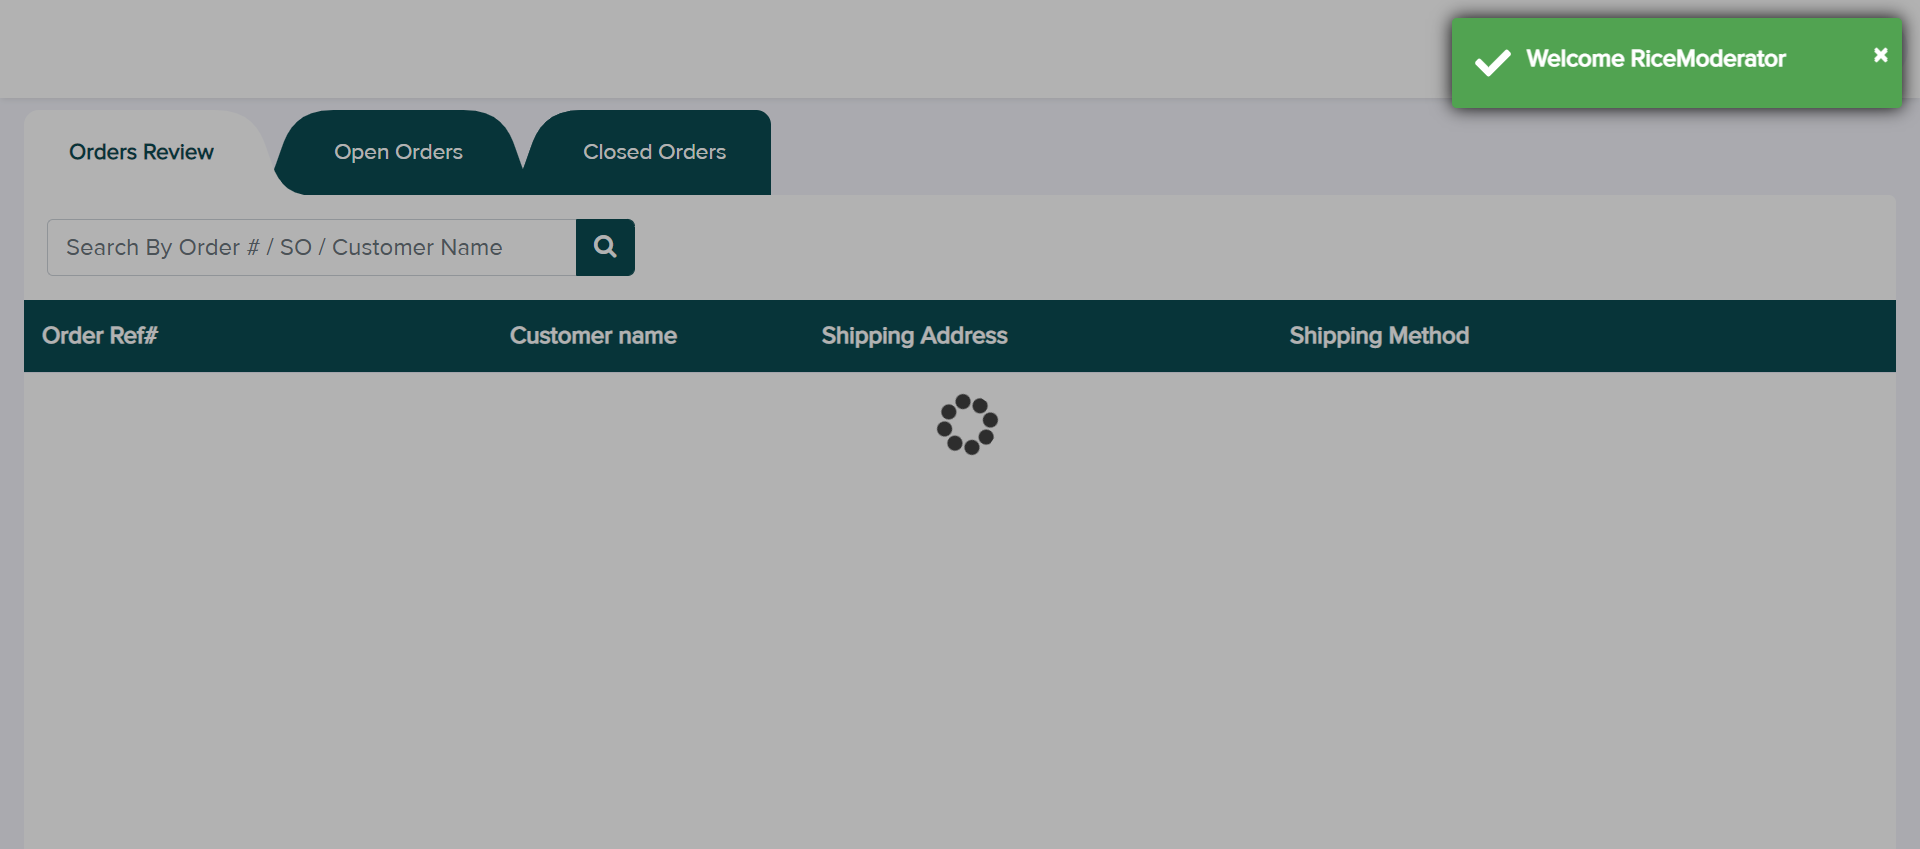 Welcome RiceModerator
×
Orders Review
Open Orders
Closed Orders
Search By Order # / SO / Customer Name
Order Ref#
Customer name
Shipping Address
Shipping Method